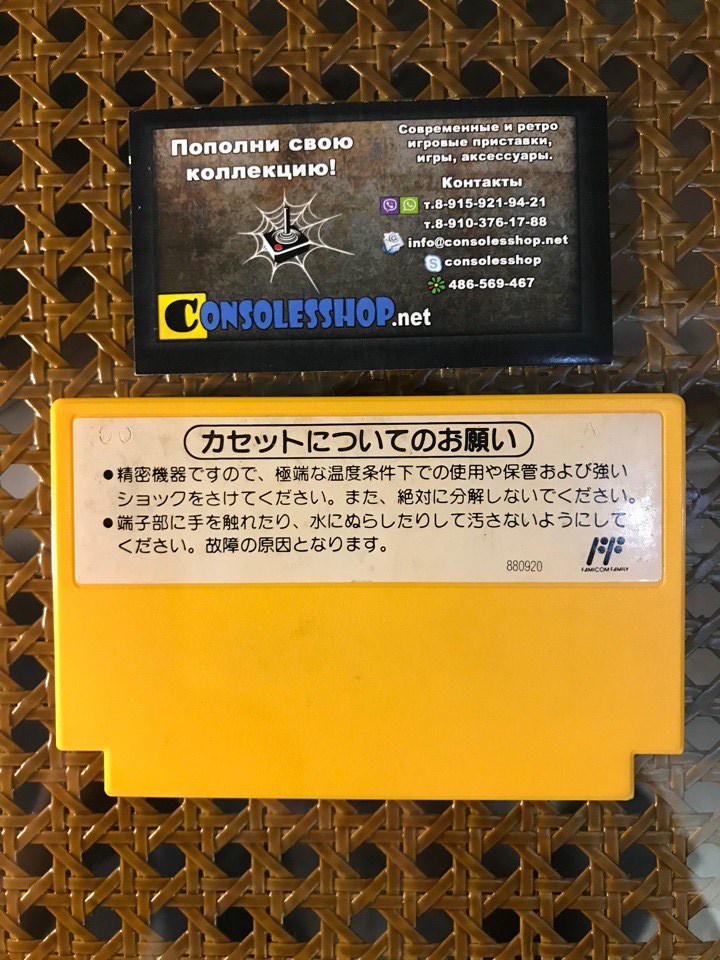 Пополни свою
коллекцию!
Современные и ретро
игровые приставки,
игры, аксессуары.
Контакты
т.8-915-921-94-21
т.8-910-376-17-88
info@consolesshop.net
consolesshop
486-569-467
CONSOLESSHOP.net
CO
A
カセットについてのお願い
●精密機器ですので、極端な温度条件下での使用や保管および強い
ショックをさけてください。また、絶対に分解しないでください。
●端子部に手を触れたり、水にぬらしたりして汚さないようにして
ください。故障の原因となります。
880920
FAMICOM FAMILY